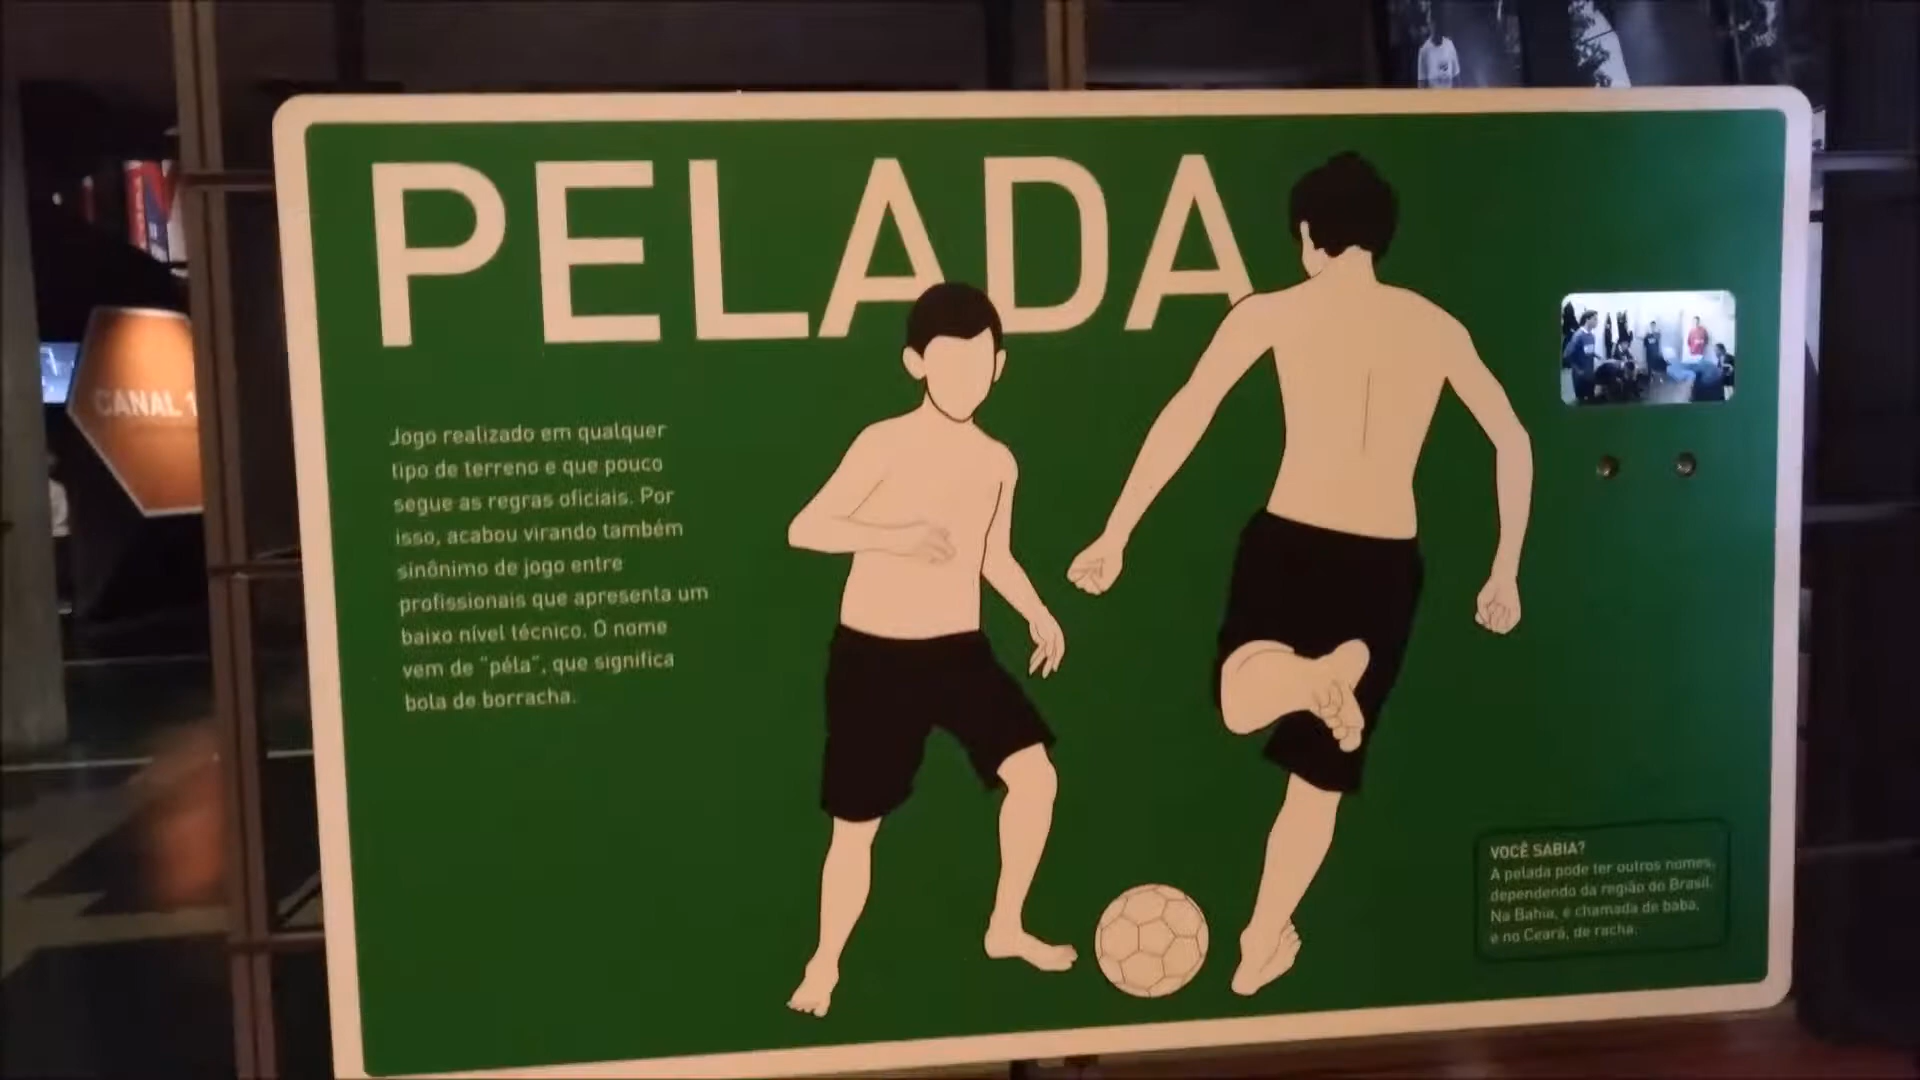 PELADA
Jogo realizado em qualquer
tipo de terreno e que pouco
segue as regras oficiais. Por
isso, acabou virando também
sinônimo de jogo entre
profissionais que apresenta um
baixo nível técnico. O nome
vem de "péla", que significa
bola de borracha.
VOCÊ SABIA?
A pelada pode ter outros nomes,
dependendo da região do Brasil.
Na Bahia, é chamada de baba,
e no Ceará, de racha.
CANAL 1